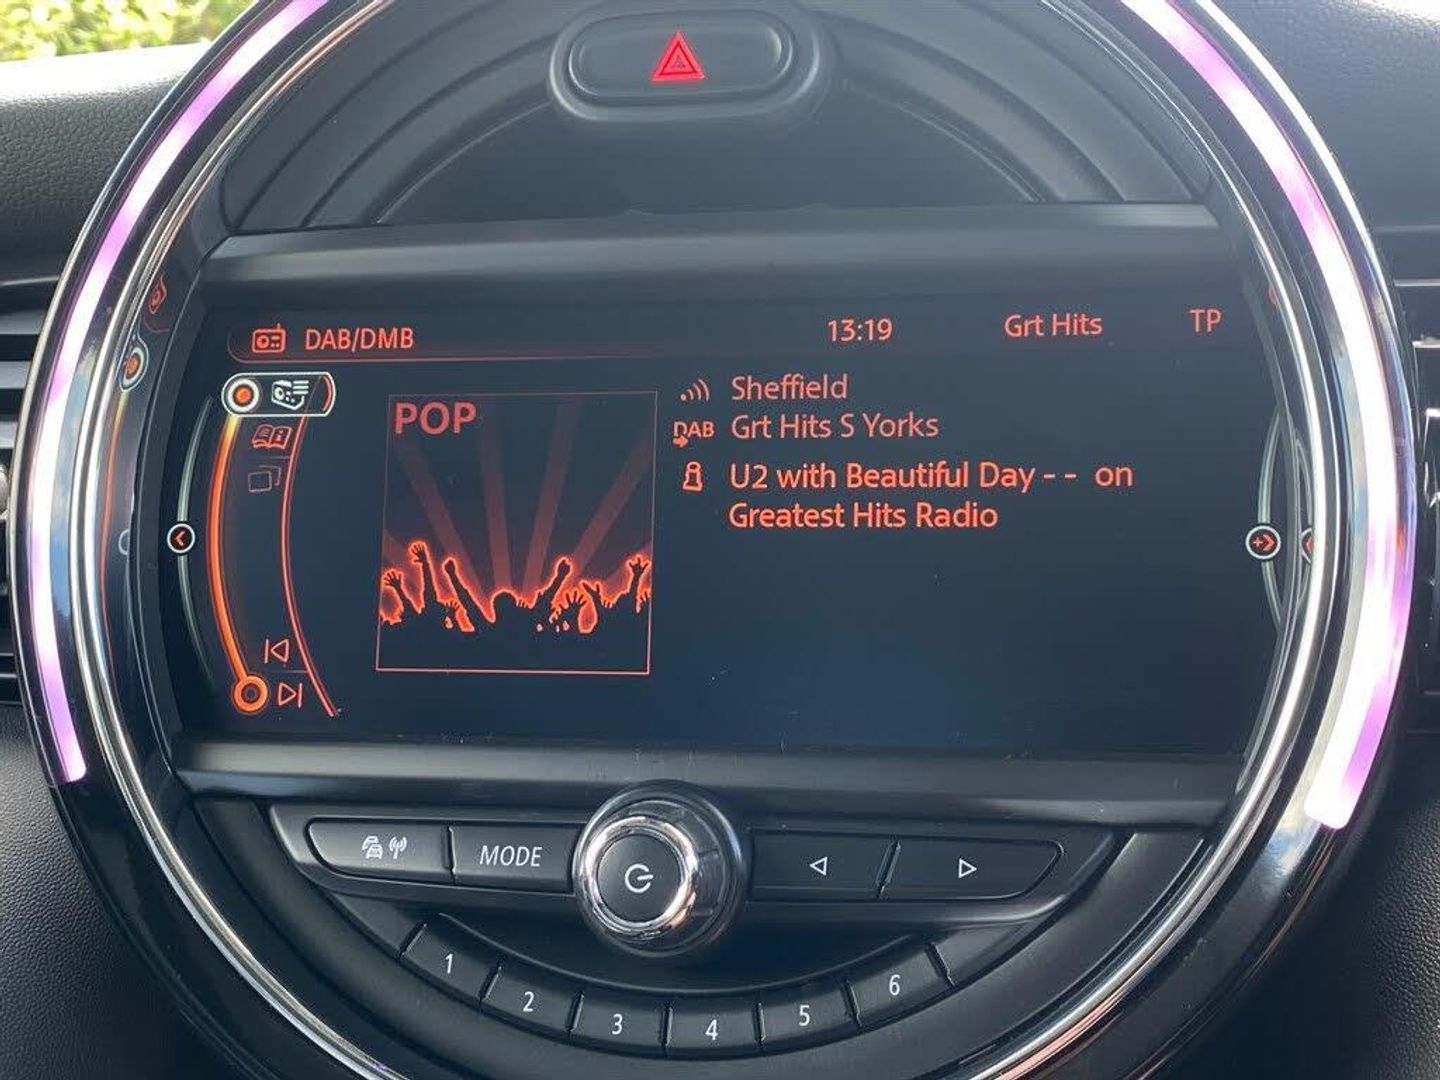 DAB/DMB 13:19 Grt Hits TP
POP
Sheffield
DAB Grt Hits S Yorks
U2 with Beautiful Day - - on
Greatest Hits Radio
MODE
1 2 3 4 5 6